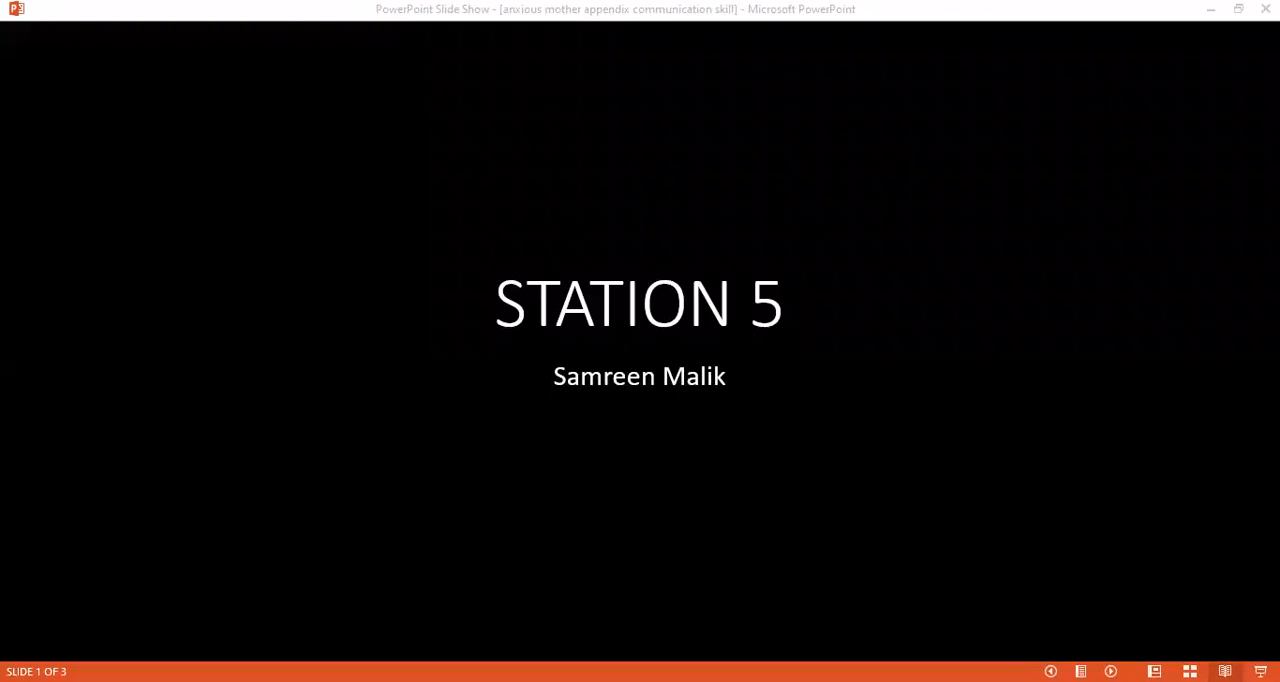 PowerPoint Slide Show - [anxious mother appendix communication skill] - Microsoft PowerPoint
STATION 5
Samreen Malik
SLIDE 1 OF 3